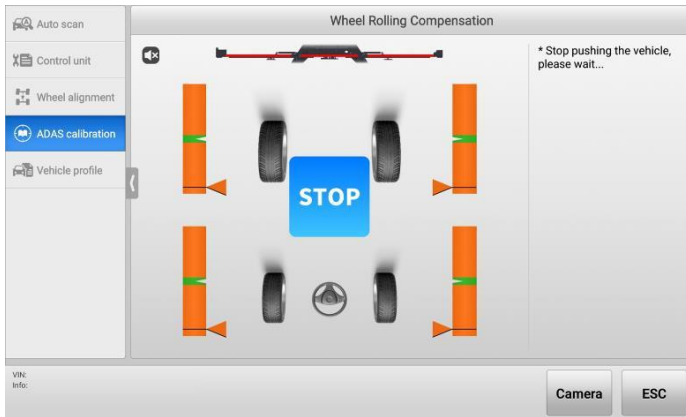 Wheel Rolling Compensation
Auto scan
Control unit
Wheel alignment
ADAS calibration
Vehicle profile
STOP
* Stop pushing the vehicle,
please wait...
VIN:
Info:
Camera
ESC